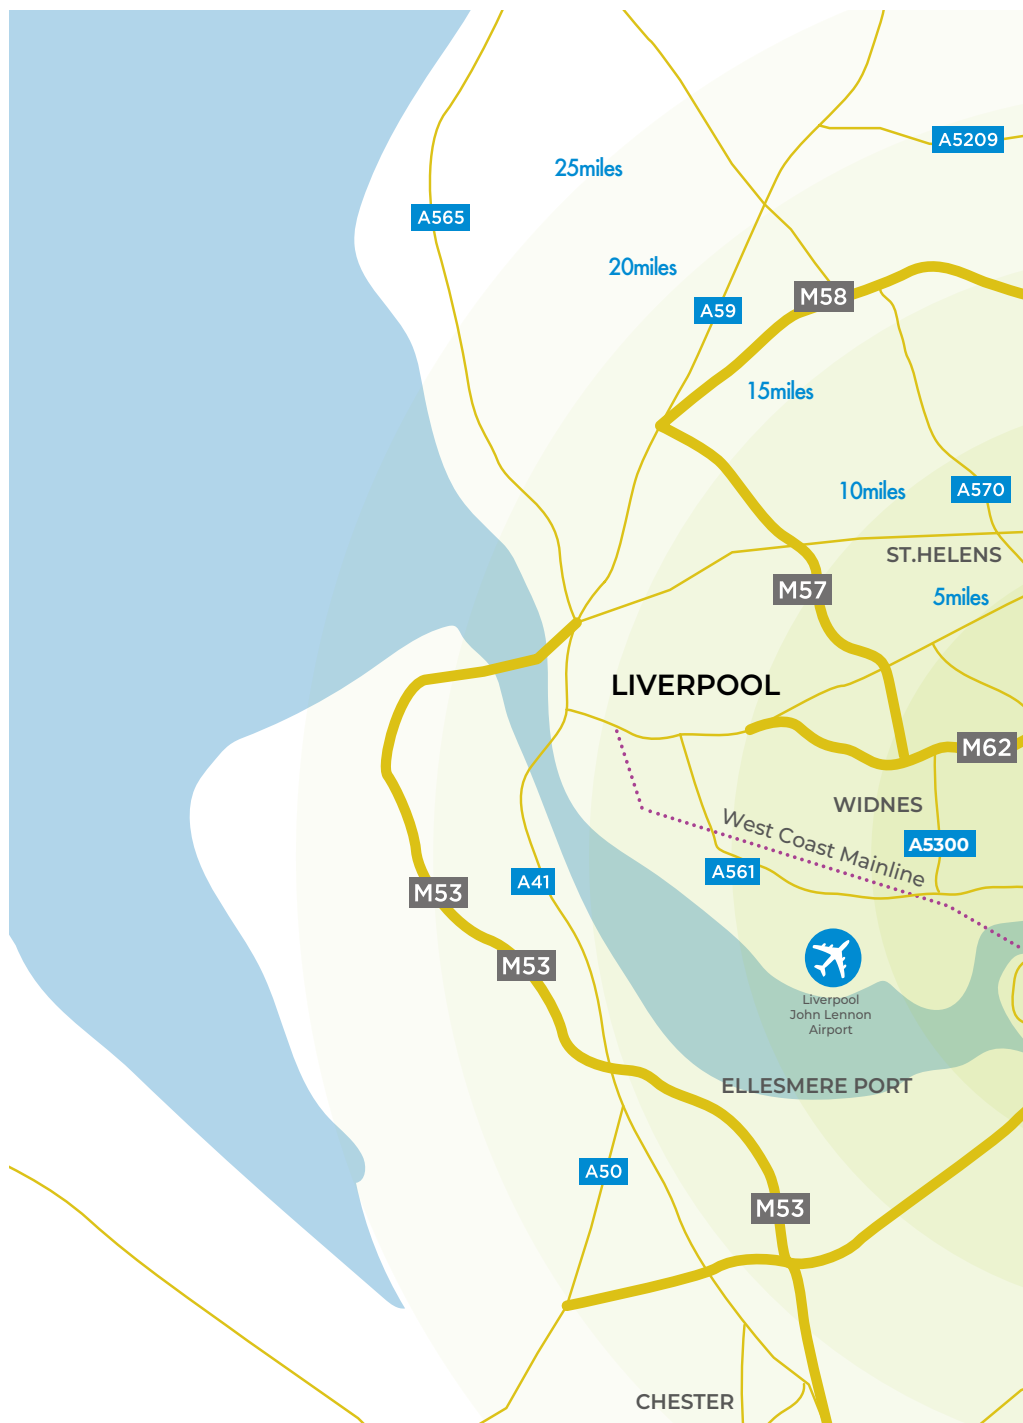 A5209
25miles
A565
20miles
M58
A59
15miles
10miles
A570
ST.HELENS
M57
5miles
LIVERPOOL
M62
WIDNES
West Coast Mainline
A5300
A561
A41
M53
M53
Liverpool
John Lennon
Airport
ELLESMERE PORT
A50
M53
CHESTER